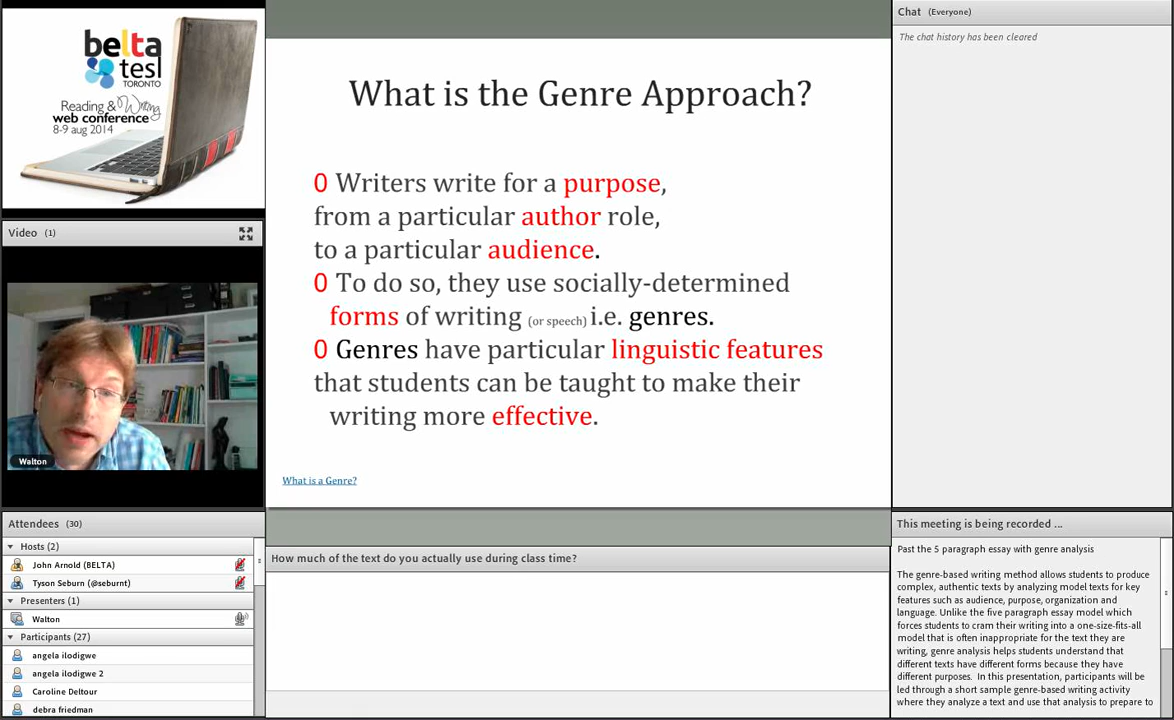 belta
tesl
TORONTO
Reading & Writing
web conference
8-9 aug 2014
Video (1)
Walton
Attendees (30)
Hosts (2)
John Arnold (BELTA)
Tyson Seburn (@seburnt)
Presenters (1)
Walton
Participants (27)
angela ilodigwe
angela ilodigwe 2
Caroline Deltour
debra friedman
What is the Genre Approach?
0 Writers write for a purpose,
from a particular author role,
to a particular audience.
0 To do so, they use socially-determined
forms of writing (or speech) i.e. genres.
0 Genres have particular linguistic features
that students can be taught to make their
writing more effective.
What is a Genre?
How much of the text do you actually use during class time?
Chat (Everyone)
The chat history has been cleared
This meeting is being recorded ...
Past the 5 paragraph essay with genre analysis
The genre-based writing method allows students to produce
complex, authentic texts by analyzing model texts for key
features such as audience, purpose, organization and
language. Unlike the five paragraph essay model which
forces students to cram their writing into a one-size-fits-all
model that is often inappropriate for the text they are
writing, genre analysis helps students understand that
different texts have different forms because they have
different purposes. In this presentation, participants will be
led through a short sample genre-based writing activity
where they analyze a text and use that analysis to prepare to